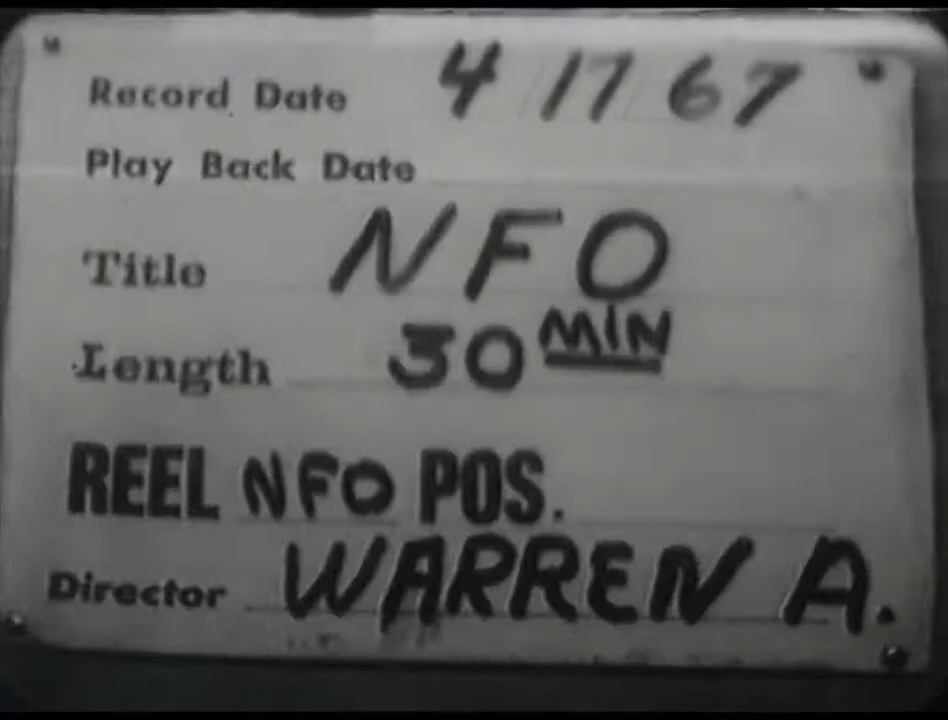 Record Date 4 17 67
Play Back Date
Title NFO
Length 30 MIN
REEL NFO POS.
Director WARREN A.